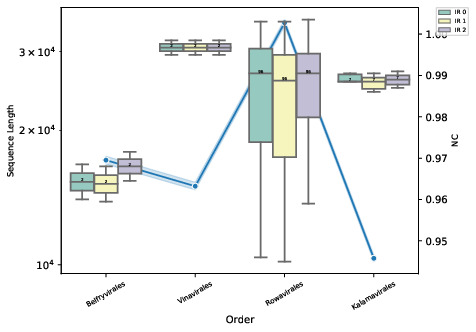 IR 0
IR 1
IR 2
3 × 10⁴
2 × 10⁴
10⁴
Sequence Length
1.00
0.99
0.98
0.97
0.96
0.95
NC
Belfryvirales
Vinavirales
Rowavirales
Kalamavirales
Order